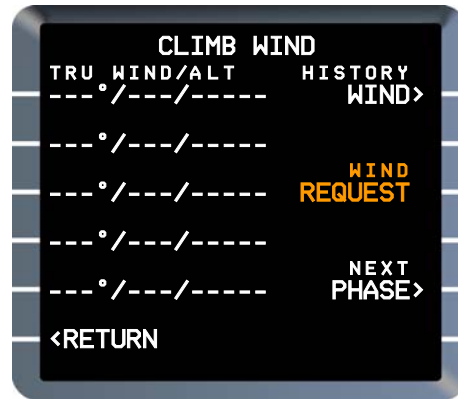 CLIMB WIND
TRU WIND/ALT HISTORY
---°/---/----- WIND>
---°/---/-----
WIND
---°/---/----- REQUEST
---°/---/-----
NEXT
---°/---/----- PHASE>
<RETURN